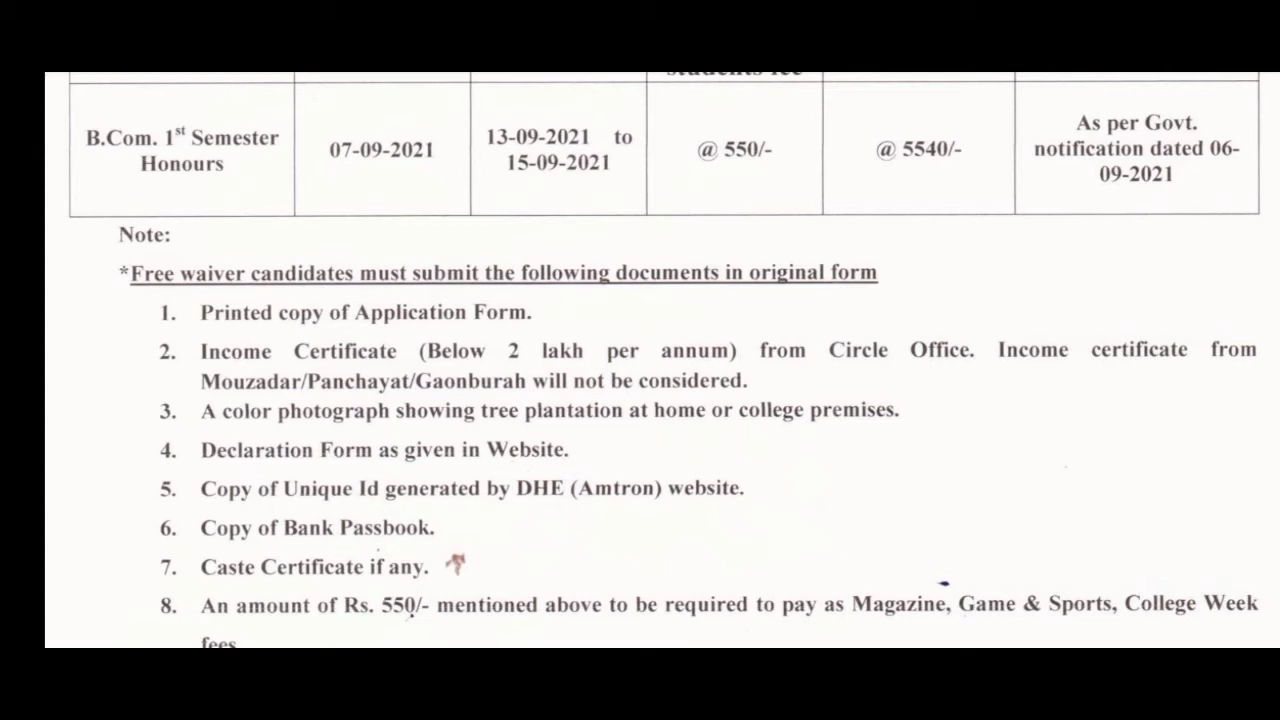 students fee
B.Com. 1st Semester
Honours
07-09-2021
13-09-2021 to
15-09-2021
@ 550/-
@ 5540/-
As per Govt.
notification dated 06-
09-2021
Note:
*Free waiver candidates must submit the following documents in original form
1. Printed copy of Application Form.
2. Income Certificate (Below 2 lakh per annum) from Circle Office. Income certificate from
Mouzadar/Panchayat/Gaonburah will not be considered.
3. A color photograph showing tree plantation at home or college premises.
4. Declaration Form as given in Website.
5. Copy of Unique Id generated by DHE (Amtron) website.
6. Copy of Bank Passbook.
7. Caste Certificate if any.
8. An amount of Rs. 550/- mentioned above to be required to pay as Magazine, Game & Sports, College Week
fees